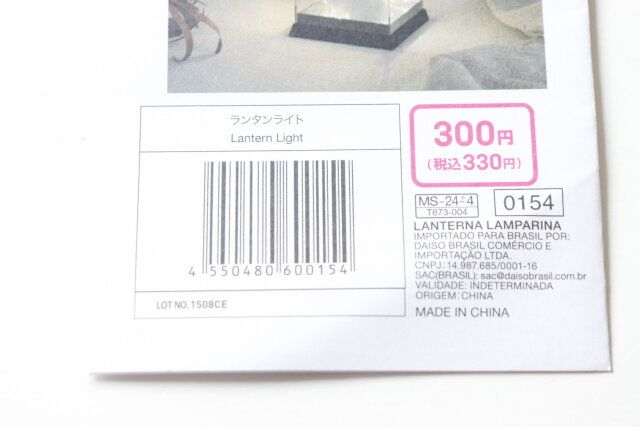 ランタンライト
Lantern Light
4 550480 600154
LOT NO.1508CE
300円
(税込330円)
MS-24-4
T673-004
0154
LANTERNA LAMPARINA
IMPORTADO PARA BRASIL POR:
DAISO BRASIL COMÉRCIO E
IMPORTAÇÃO LTDA.
CNPJ: 14.987.685/0001-16
SAC(BRASIL): sac@daisobrasil.com.br
VALIDADE: INDETERMINADA
ORIGEM: CHINA
MADE IN CHINA